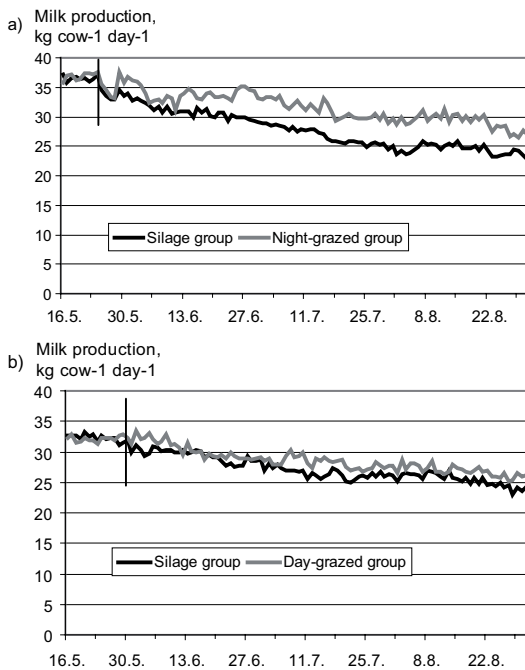 a)
Milk production,
kg cow-1 day-1
40
35
30
25
20
15
10
5
0
Silage group
Night-grazed group
16.5. 30.5. 13.6. 27.6. 11.7. 25.7. 8.8. 22.8.
b)
Milk production,
kg cow-1 day-1
40
35
30
25
20
15
10
5
0
Silage group
Day-grazed group
16.5. 30.5. 13.6. 27.6. 11.7. 25.7. 8.8. 22.8.